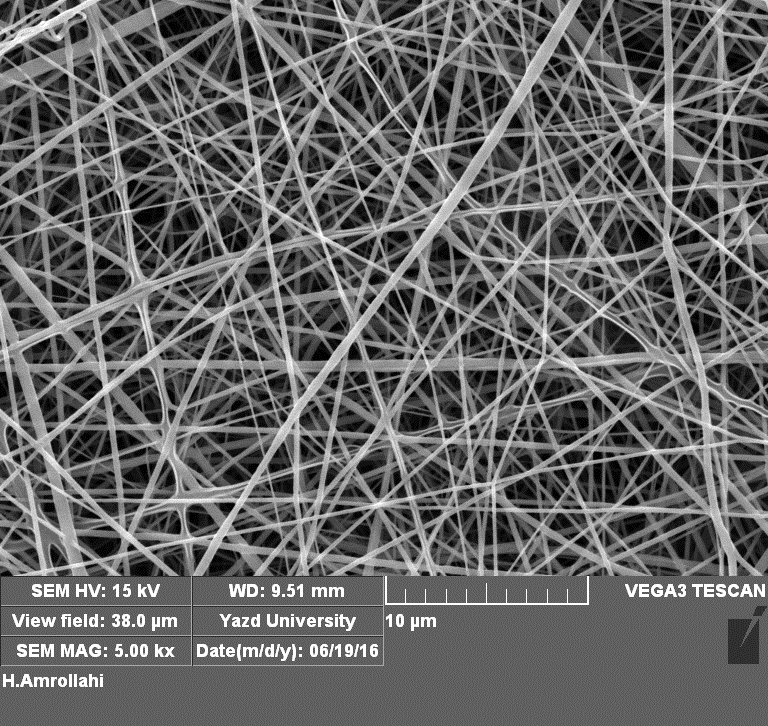 SEM HV: 15 kV
WD: 9.51 mm
VEGA3 TESCAN
View field: 38.0 µm
Yazd University
10 µm
SEM MAG: 5.00 kx
Date(m/d/y): 06/19/16
H.Amrollahi